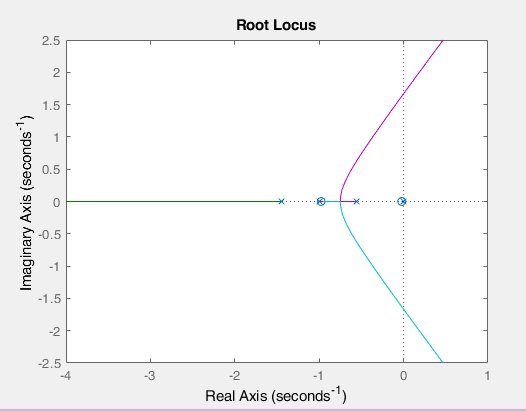 Root Locus
Imaginary Axis (seconds⁻¹)
2.5
2
1.5
1
0.5
0
-0.5
-1
-1.5
-2
-2.5
-4 -3 -2 -1 0 1
Real Axis (seconds⁻¹)